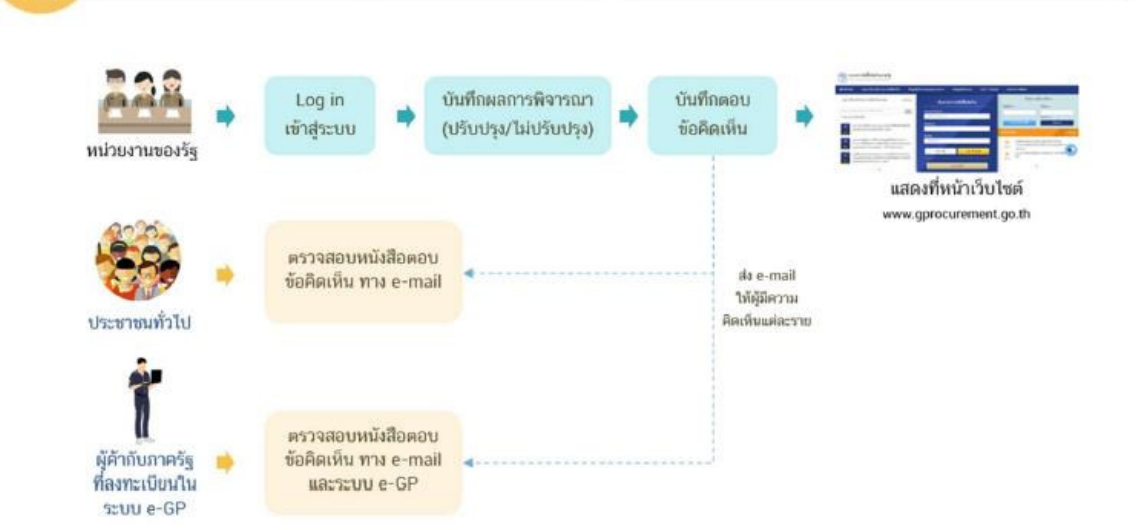 หน่วยงานของรัฐ
Log in
เข้าสู่ระบบ
บันทึกผลการพิจารณา
(ปรับปรุง/ไม่ปรับปรุง)
บันทึกตอบ
ข้อคิดเห็น
แสดงที่หน้าเว็บไซต์
www.gprocurement.go.th
ประชาชนทั่วไป
ตรวจสอบหนังสือตอบ
ข้อคิดเห็น ทาง e-mail
ส่ง e-mail
ให้ผู้มีความ
คิดเห็นแต่ละราย
ผู้ค้ากับภาครัฐ
ที่ลงทะเบียนใน
ระบบ e-GP
ตรวจสอบหนังสือตอบ
ข้อคิดเห็น ทาง e-mail
และระบบ e-GP